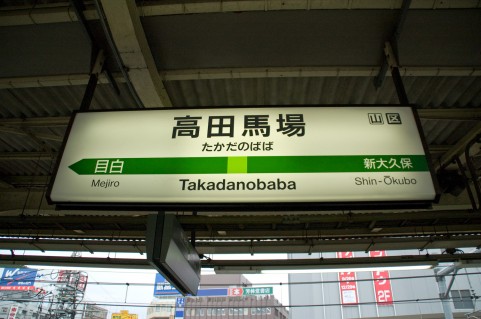 高田馬場
山 区
たかだのばば
目白
新大久保
Mejiro
Takadanobaba
Shin-Ōkubo
W
2F